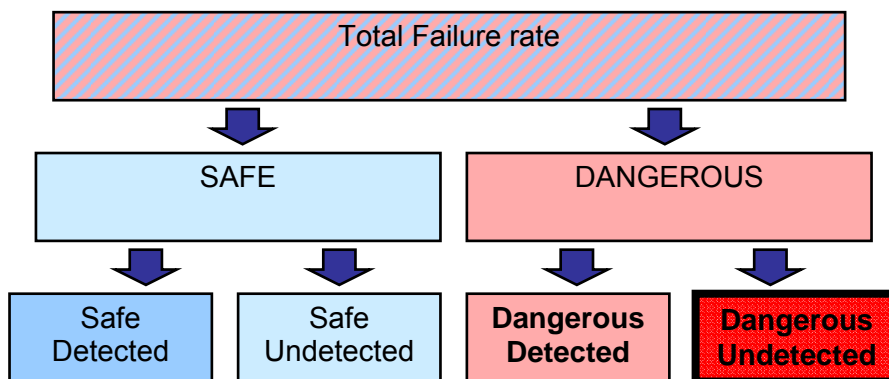 Total Failure rate
SAFE
DANGEROUS
Safe
Detected
Safe
Undetected
Dangerous
Detected
Dangerous
Undetected